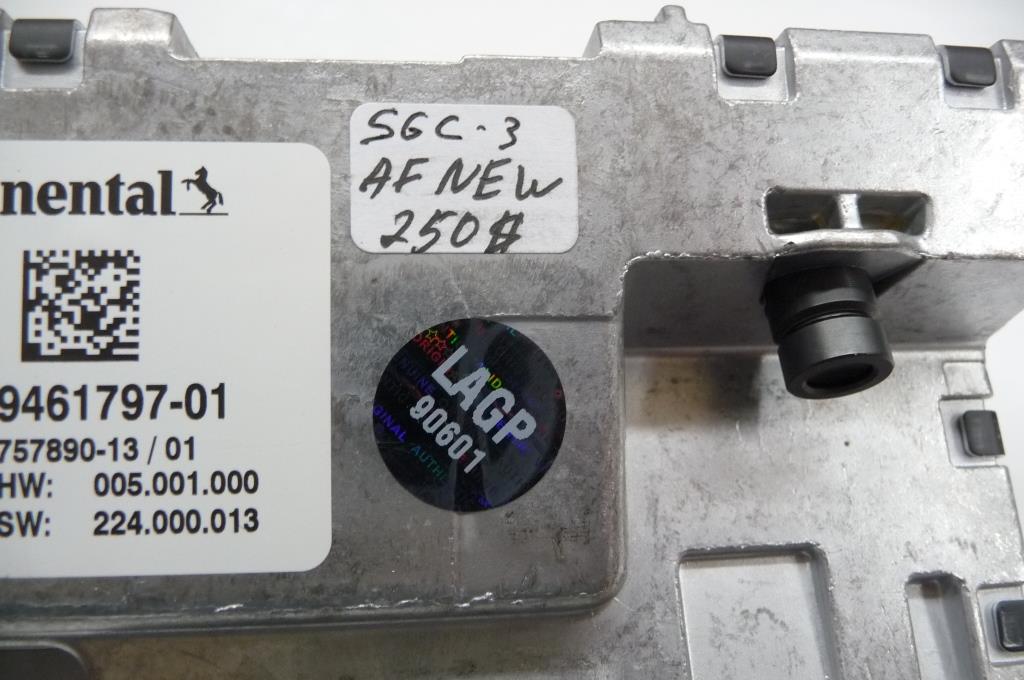 SGC-3
AF NEW
250#
nental
9461797-01
757890-13 / 01
HW: 005.001.000
SW: 224.000.013
LAGP
90601